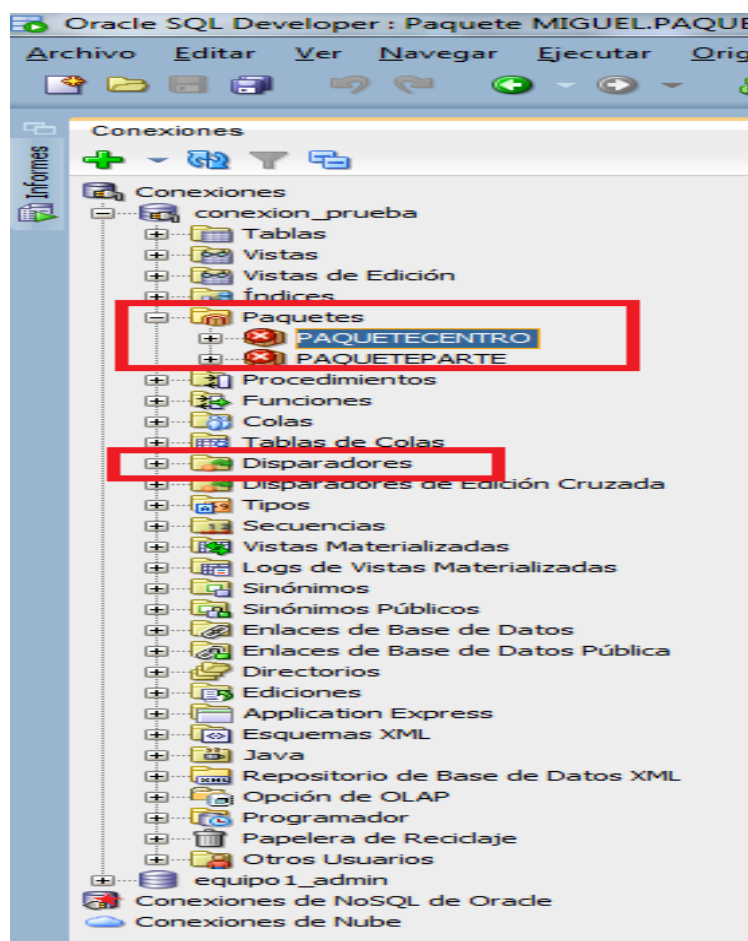 Oracle SQL Developer : Paquete MIGUEL.PAQUE
Archivo Editar Ver Navegar Ejecutar Orig
Conexiones
Informes
Conexiones
conexion_prueba
Tablas
Vistas
Vistas de Edición
Índices
Paquetes
PAQUETECENTRO
PAQUETEPARTE
Procedimientos
Funciones
Colas
Tablas de Colas
Disparadores
Disparadores de Edición Cruzada
Tipos
Secuencias
Vistas Materializadas
Logs de Vistas Materializadas
Sinónimos
Sinónimos Públicos
Enlaces de Base de Datos
Enlaces de Base de Datos Pública
Directorios
Ediciones
Application Express
Esquemas XML
Java
Repositorio de Base de Datos XML
Opción de OLAP
Programador
Papelera de Reciclaje
Otros Usuarios
equipo1_admin
Conexiones de NoSQL de Oracle
Conexiones de Nube